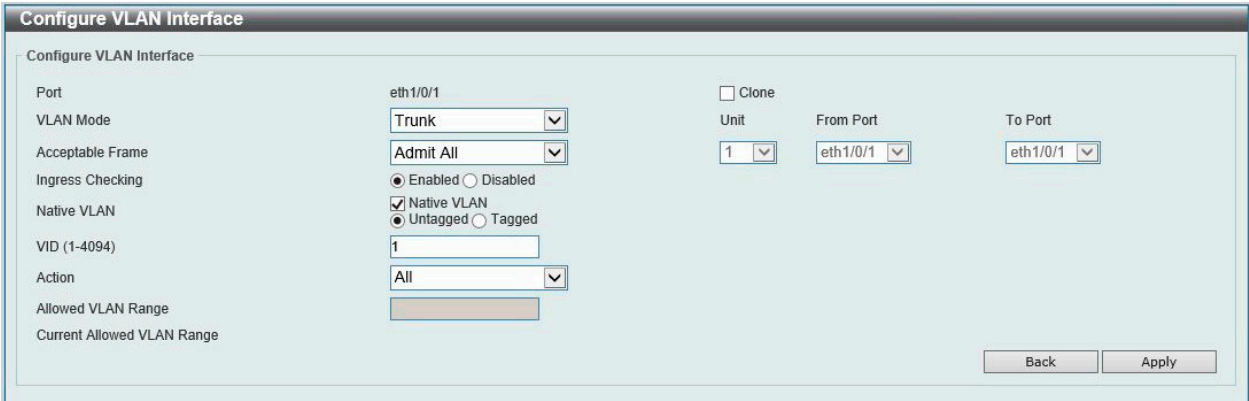 Configure VLAN Interface
Configure VLAN Interface
Port eth1/0/1 Clone
VLAN Mode Trunk Unit From Port To Port
Acceptable Frame Admit All 1 eth1/0/1 eth1/0/1
Ingress Checking Enabled Disabled
Native VLAN Native VLAN
Untagged Tagged
VID (1-4094) 1
Action All
Allowed VLAN Range
Current Allowed VLAN Range
Back Apply